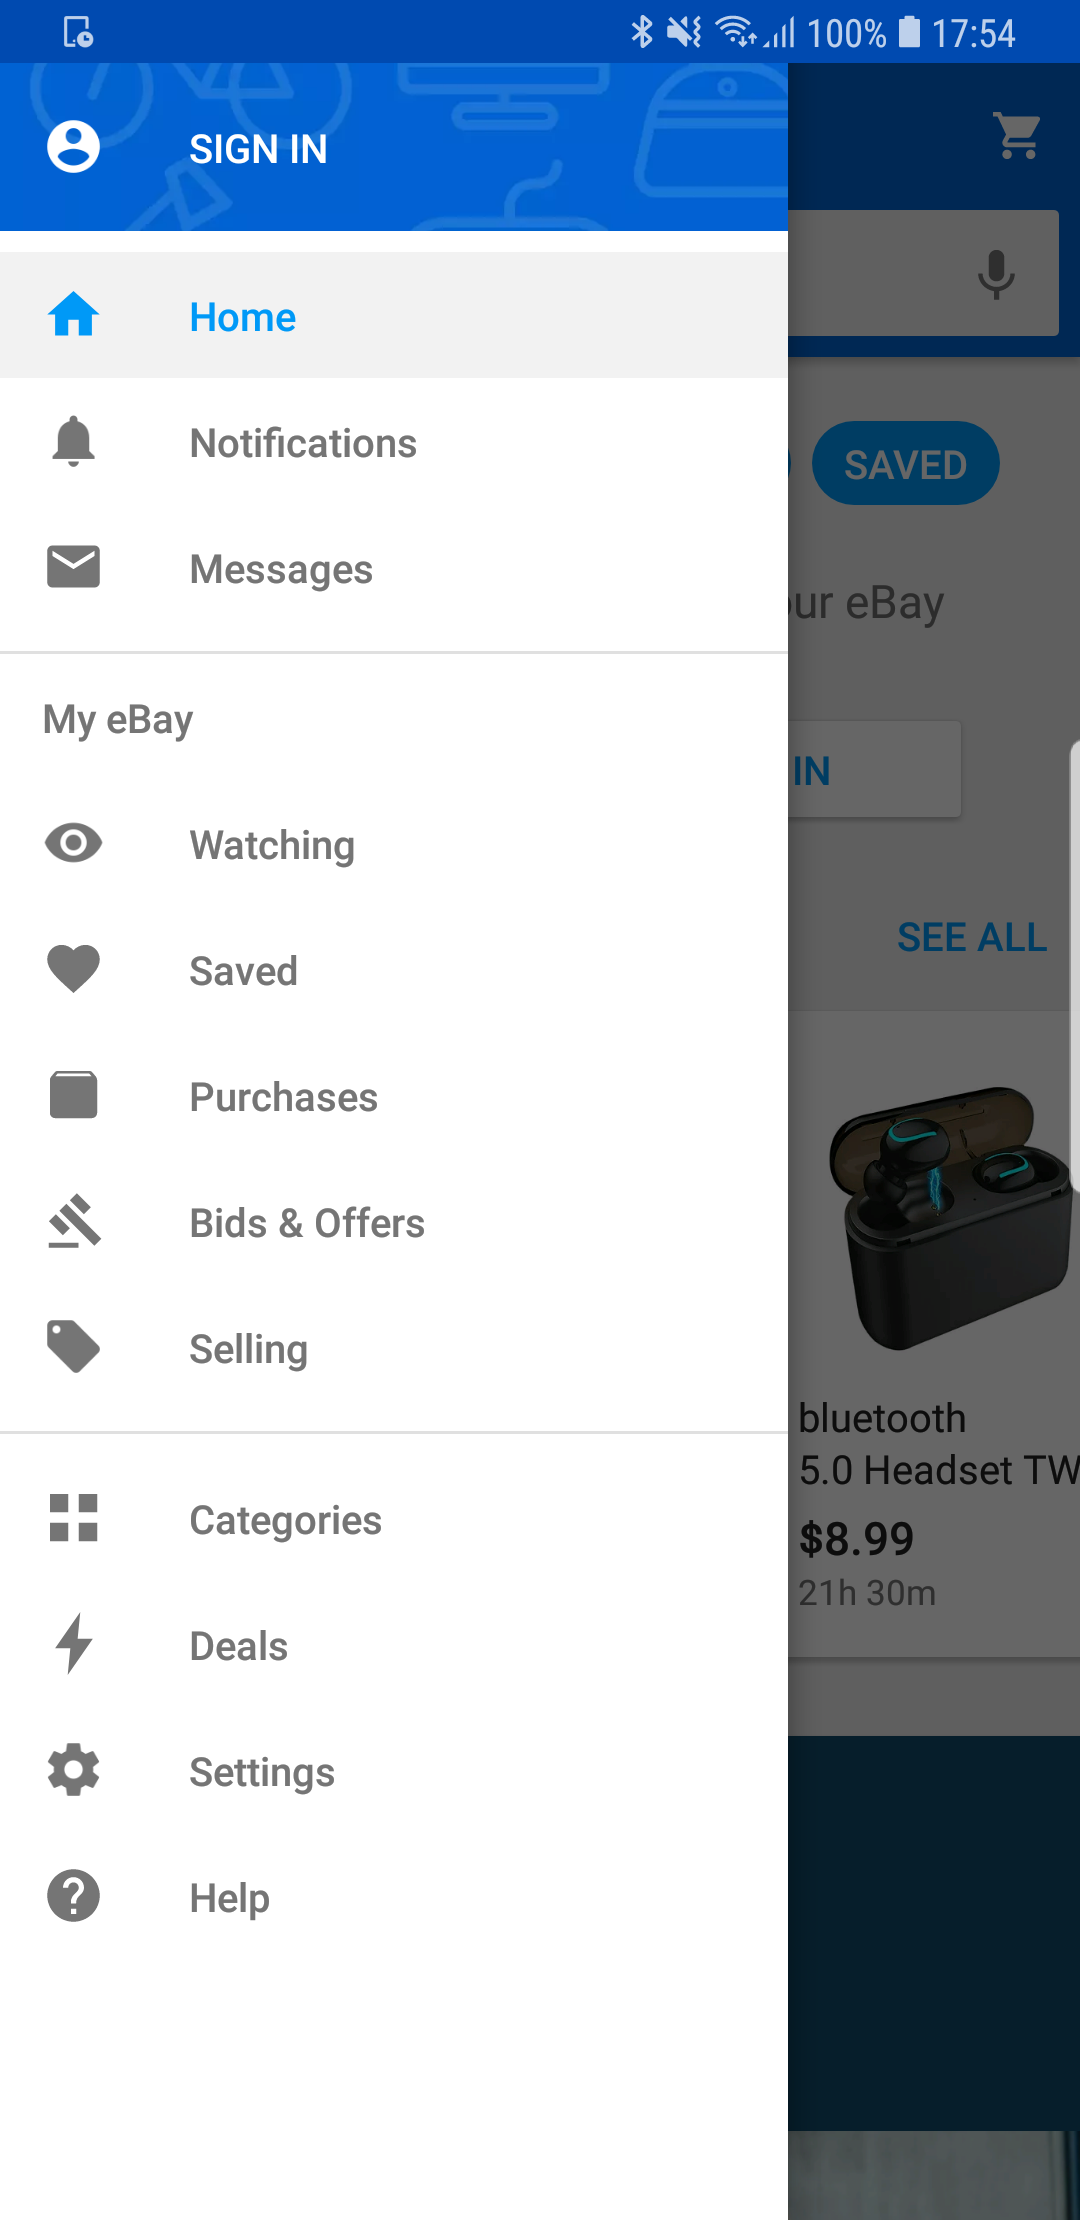 100% 17:54
SIGN IN
Home
Notifications
Messages
My eBay
Watching
Saved
Purchases
Bids & Offers
Selling
Categories
Deals
Settings
Help
SAVED
eBay
IN
SEE ALL
bluetooth
5.0 Headset TW
$8.99
21h 30m